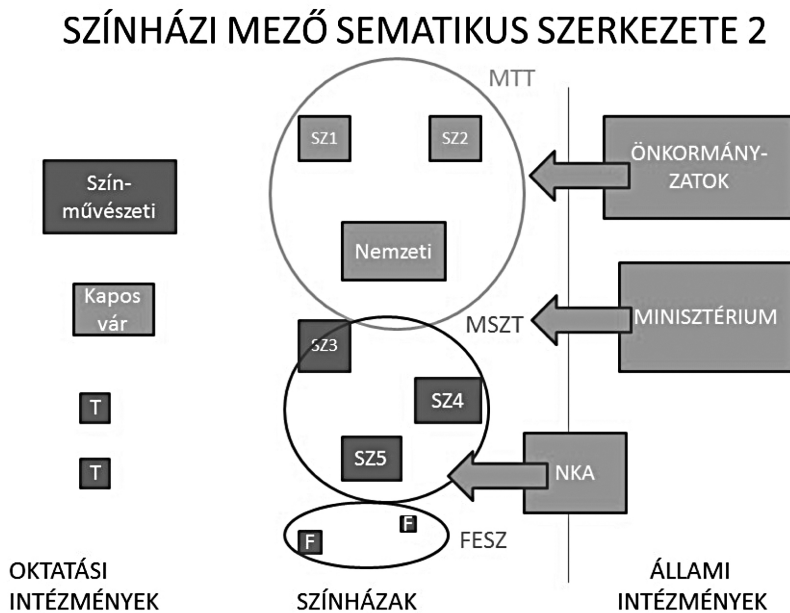 SZÍNHÁZI MEZŐ SEMATIKUS SZERKEZETE 2
MTT
SZ1
SZ2
Nemzeti
Szín-
művészeti
Kapos
vár
T
T
MSZT
SZ3
SZ4
SZ5
F
F
FESZ
ÖNKORMÁNY-
ZATOK
MINISZTÉRIUM
NKA
OKTATÁSI
INTÉZMÉNYEK
SZÍNHÁZAK
ÁLLAMI
INTÉZMÉNYEK